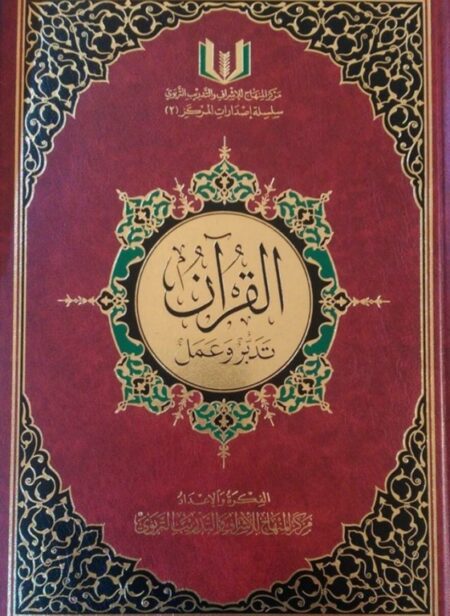 مركز المنهاج للإشراف والتدريب التربوي
سلسلة إصدارات المركز (٢)
القرآن
تدبر وعمل
الفكرة والإعداد
مركز المنهاج للإشراف والتدريب التربوي